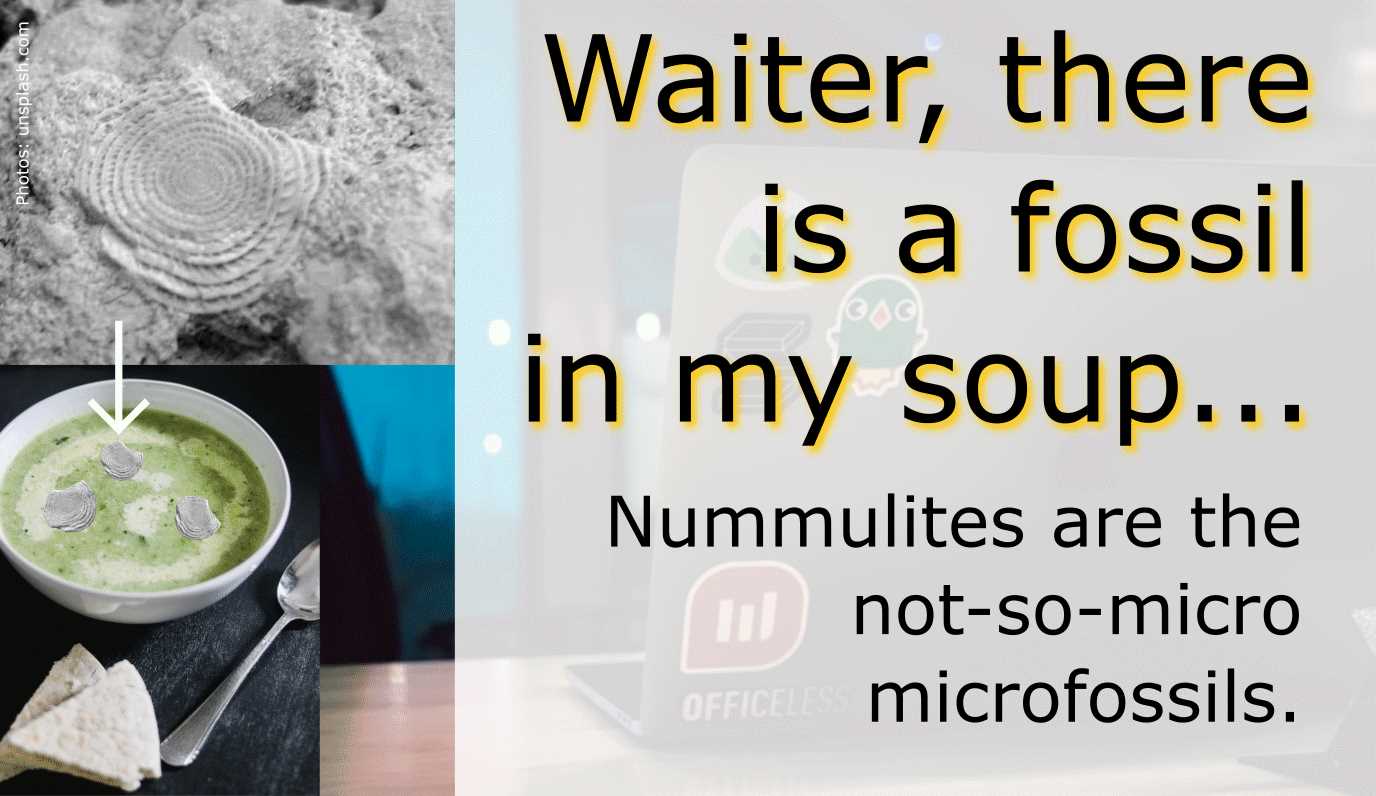 Photos: unsplash.com
Waiter, there
is a fossil
in my soup...
Nummulites are the
not-so-micro
microfossils.
OFFICELESS